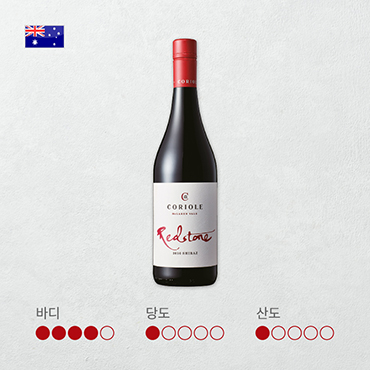 CORIOLE
CORIOLE
McLAREN VALE
Redstone
SHIRAZ
바디
당도
산도